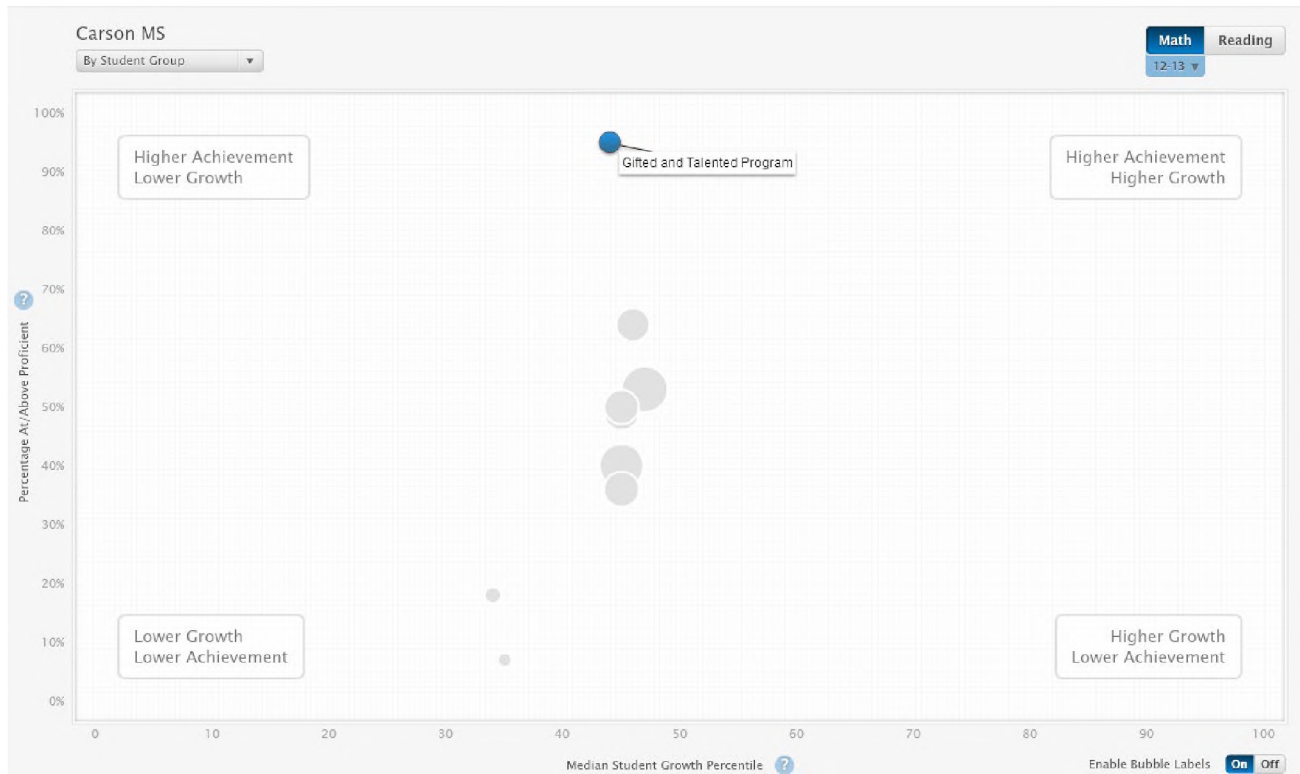 Carson MS
By Student Group
Math
Reading
12-13
100%
90%
80%
70%
60%
50%
40%
30%
20%
10%
0%
Percentage At/Above Proficient
?
Higher Achievement
Lower Growth
Gifted and Talented Program
Higher Achievement
Higher Growth
Lower Growth
Lower Achievement
Higher Growth
Lower Achievement
0 10 20 30 40 50 60 70 80 90 100
Median Student Growth Percentile ?
Enable Bubble Labels On Off